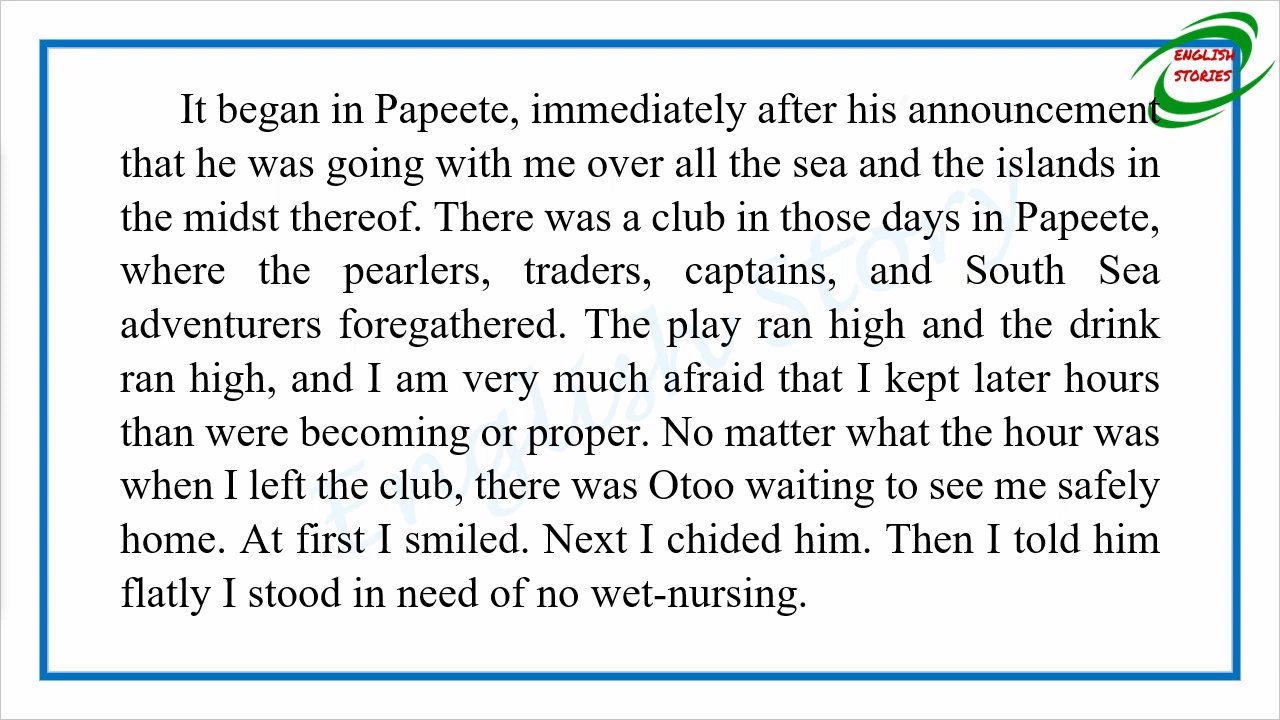 ENGLISH
STORIES
It began in Papeete, immediately after his announcement
that he was going with me over all the sea and the islands in
the midst thereof. There was a club in those days in Papeete,
where the pearlers, traders, captains, and South Sea
adventurers foregathered. The play ran high and the drink
ran high, and I am very much afraid that I kept later hours
than were becoming or proper. No matter what the hour was
when I left the club, there was Otoo waiting to see me safely
home. At first I smiled. Next I chided him. Then I told him
flatly I stood in need of no wet-nursing.
English Story